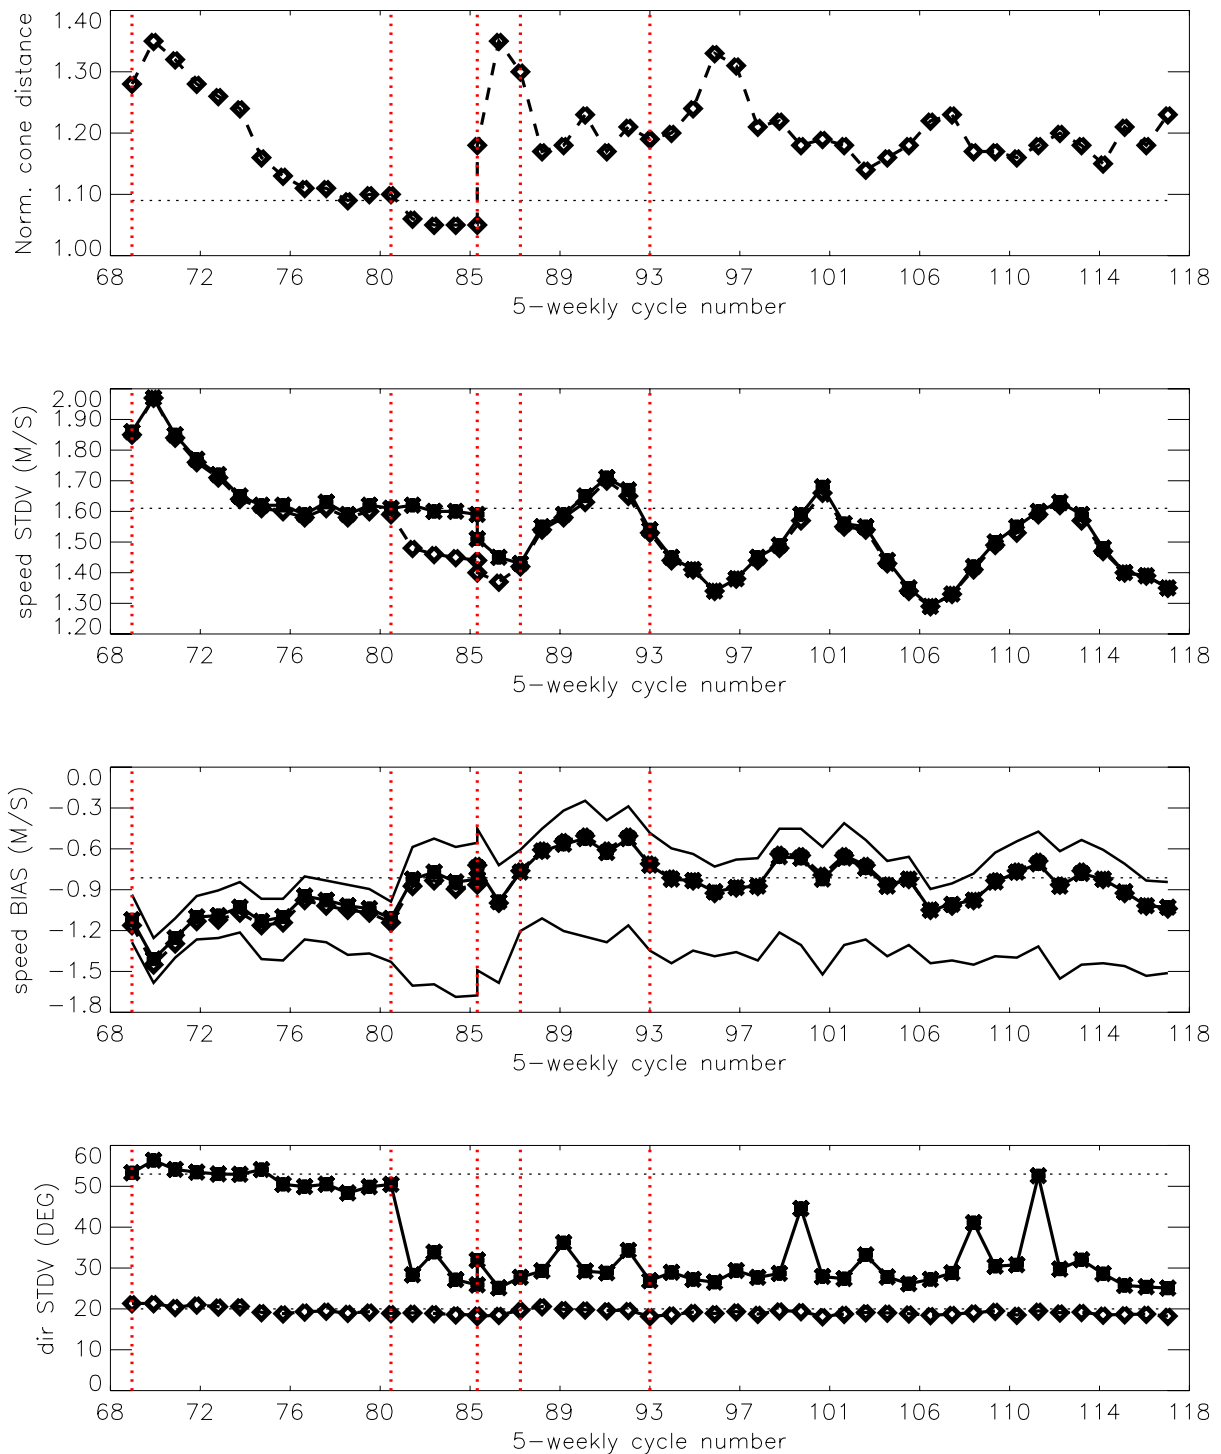 Norm. cone distance
1.40
1.30
1.20
1.10
1.00
68 72 76 80 85 89 93 97 101 106 110 114 118
5-weekly cycle number
speed STDV (M/S)
2.00
1.90
1.80
1.70
1.60
1.50
1.40
1.30
1.20
68 72 76 80 85 89 93 97 101 106 110 114 118
5-weekly cycle number
speed BIAS (M/S)
0.0
-0.3
-0.6
-0.9
-1.2
-1.5
-1.8
68 72 76 80 85 89 93 97 101 106 110 114 118
5-weekly cycle number
dir STDV (DEG)
60
50
40
30
20
10
0
68 72 76 80 85 89 93 97 101 106 110 114 118
5-weekly cycle number